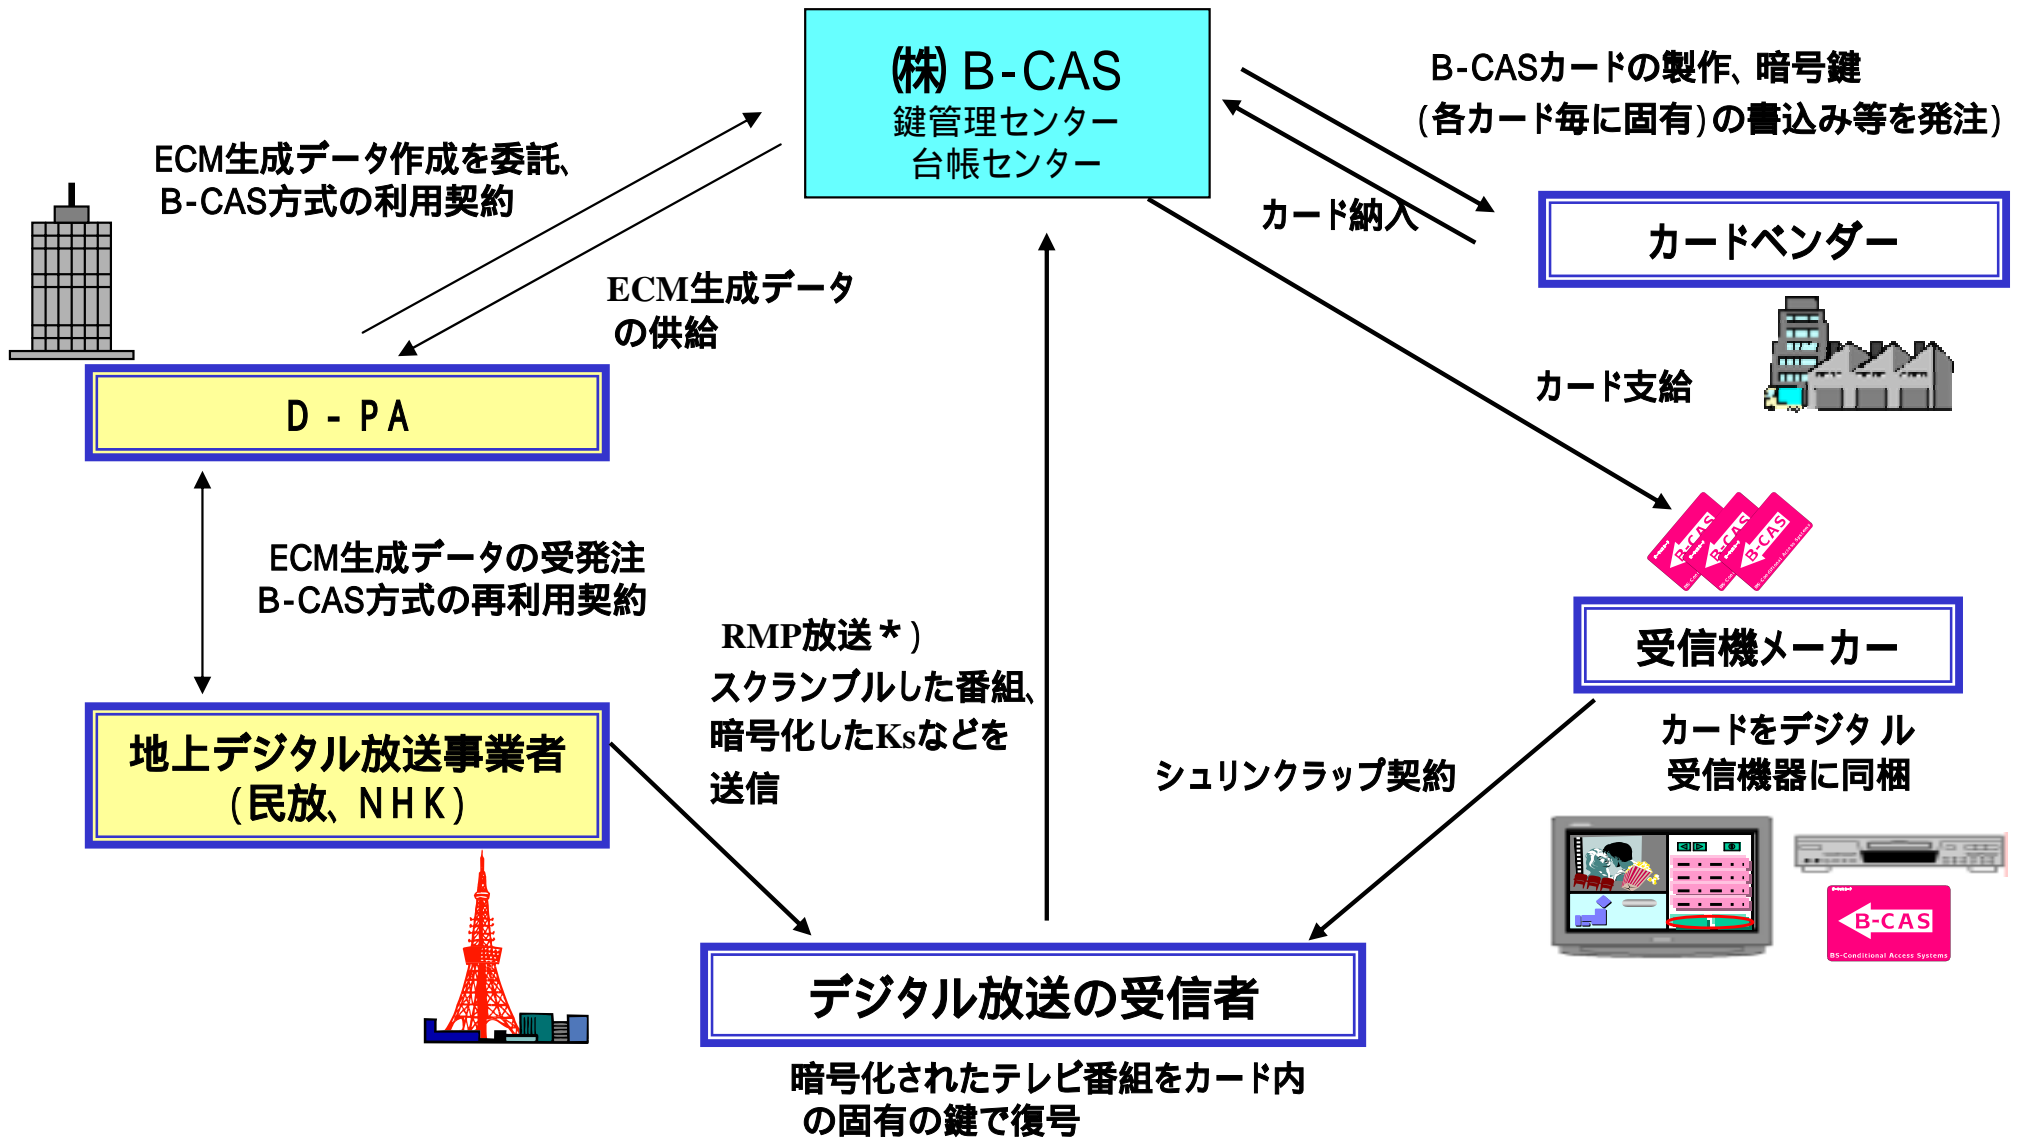 ㈱ B-CAS
鍵管理センター
台帳センター
B-CASカードの製作、暗号鍵
(各カード毎に固有)の書込み等を発注)
ECM生成データ作成を委託、
B-CAS方式の利用契約
カード納入
カードベンダー
ECM生成データ
の供給
カード支給
D - PA
B-CAS
B-CAS
B-CAS
BS-Conditional Access Systems
ECM生成データの受発注
B-CAS方式の再利用契約
RMP放送＊)
スクランブルした番組、
暗号化したKsなどを
送信
受信機メーカー
地上デジタル放送事業者
(民放、NHK)
シュリンクラップ契約
カードをデジタル
受信機器に同梱
B-CAS
BS-Conditional Access Systems
デジタル放送の受信者
暗号化されたテレビ番組をカード内
の固有の鍵で復号